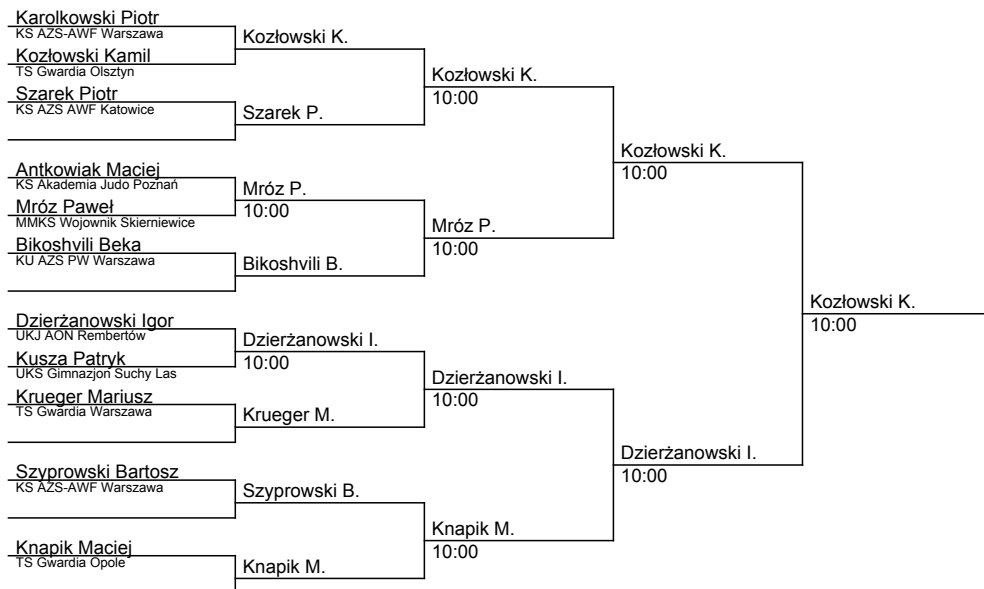 Karolkowski Piotr
KS AZS-AWF Warszawa
Kozłowski Kamil
TS Gwardia Olsztyn
Szarek Piotr
KS AZS AWF Katowice
Antkowiak Maciej
KS Akademia Judo Poznań
Mróz Paweł
MMKS Wojownik Skierniewice
Bikoshvili Beka
KU AZS PW Warszawa
Dzierżanowski Igor
UKJ AON Rembertów
Kusza Patryk
UKS Gimnazjon Suchy Las
Krueger Mariusz
TS Gwardia Warszawa
Szyprowski Bartosz
KS AZS-AWF Warszawa
Knapik Maciej
TS Gwardia Opole
Kozłowski K.
Szarek P.
Mróz P.
10:00
Bikoshvili B.
Dzierżanowski I.
10:00
Krueger M.
Szyprowski B.
Knapik M.
Kozłowski K.
10:00
Mróz P.
10:00
Dzierżanowski I.
10:00
Knapik M.
10:00
Kozłowski K.
10:00
Dzierżanowski I.
10:00
Kozłowski K.
10:00